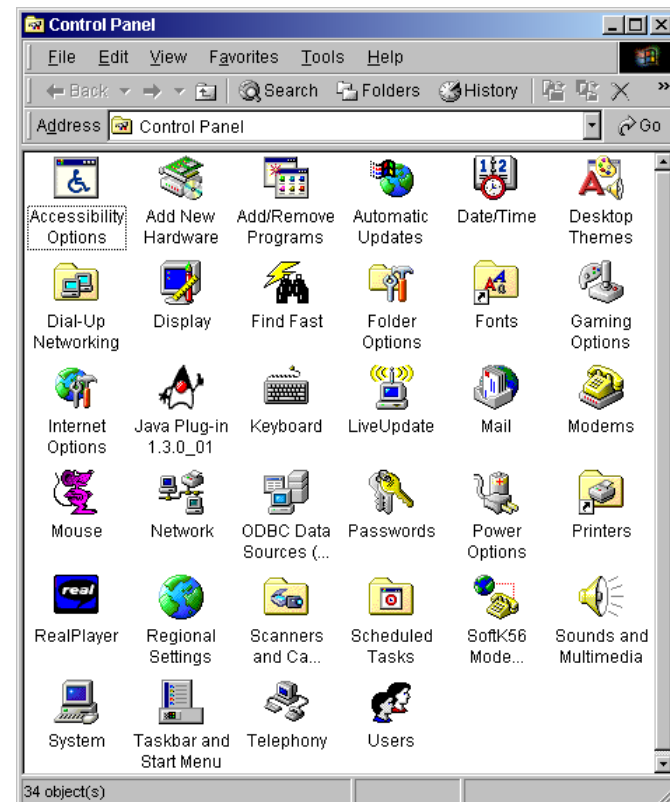 Control Panel
File Edit View Favorites Tools Help
Back Search Folders History »
Address Control Panel Go
Accessibility Options
Add New Hardware
Add/Remove Programs
Automatic Updates
Date/Time
Desktop Themes
Dial-Up Networking
Display
Find Fast
Folder Options
Fonts
Gaming Options
Internet Options
Java Plug-in 1.3.0_01
Keyboard
LiveUpdate
Mail
Modems
Mouse
Network
ODBC Data Sources (...
Passwords
Power Options
Printers
real
RealPlayer
Regional Settings
Scanners and Ca...
Scheduled Tasks
SoftK56 Mode...
Sounds and Multimedia
System
Taskbar and Start Menu
Telephony
Users
34 object(s)